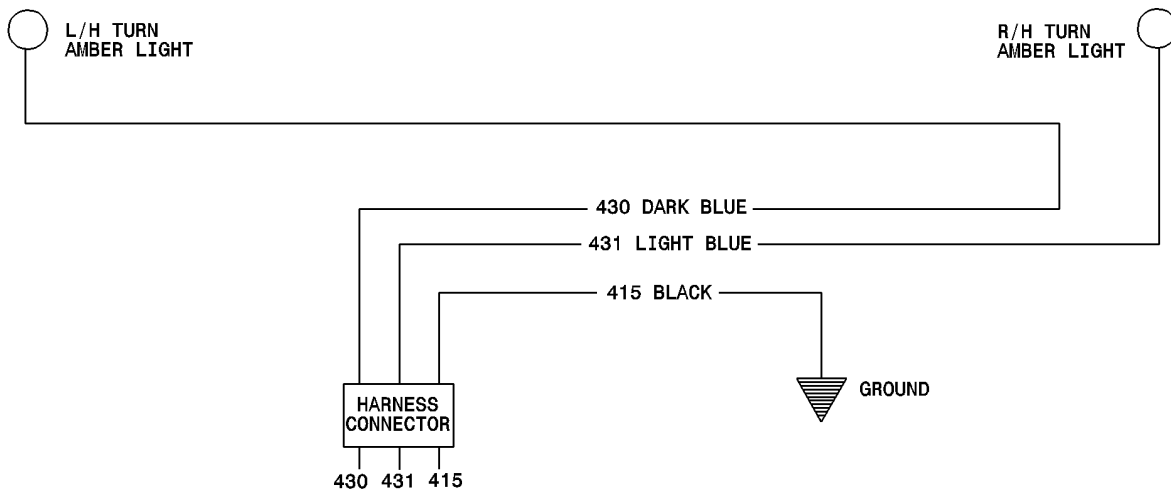 L/H TURN
AMBER LIGHT
R/H TURN
AMBER LIGHT
430 DARK BLUE
431 LIGHT BLUE
415 BLACK
GROUND
HARNESS
CONNECTOR
430 431 415